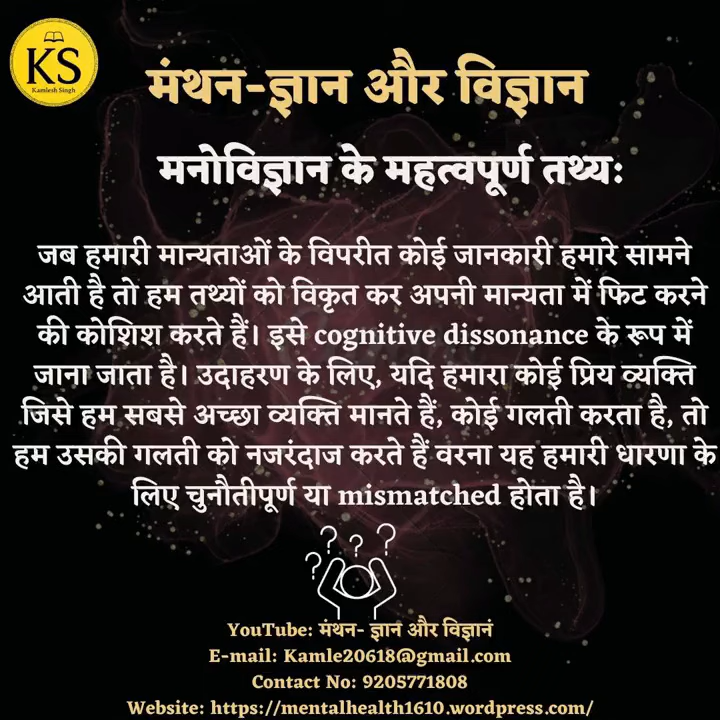 KS
Kamlesh Singh
मंथन-ज्ञान और विज्ञान
मनोविज्ञान के महत्वपूर्ण तथ्य:
जब हमारी मान्यताओं के विपरीत कोई जानकारी हमारे सामने
आती है तो हम तथ्यों को विकृत कर अपनी मान्यता में फिट करने
की कोशिश करते हैं। इसे cognitive dissonance के रूप में
जाना जाता है। उदाहरण के लिए, यदि हमारा कोई प्रिय व्यक्ति
जिसे हम सबसे अच्छा व्यक्ति मानते हैं, कोई गलती करता है, तो
हम उसकी गलती को नजरंदाज करते हैं वरना यह हमारी धारणा के
लिए चुनौतीपूर्ण या mismatched होता है।
? ? ? ?
YouTube: मंथन- ज्ञान और विज्ञानं
E-mail: Kamle20618@gmail.com
Contact No: 9205771808
Website: https://mentalhealth1610.wordpress.com/